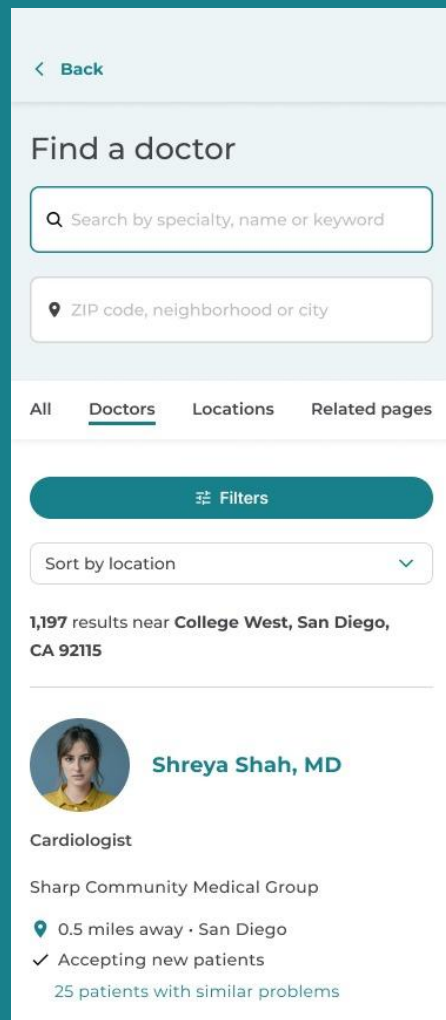 Back
Find a doctor
Search by specialty, name or keyword
ZIP code, neighborhood or city
All Doctors Locations Related pages
Filters
Sort by location
1,197 results near College West, San Diego,
CA 92115
Shreya Shah, MD
Cardiologist
Sharp Community Medical Group
0.5 miles away · San Diego
Accepting new patients
25 patients with similar problems